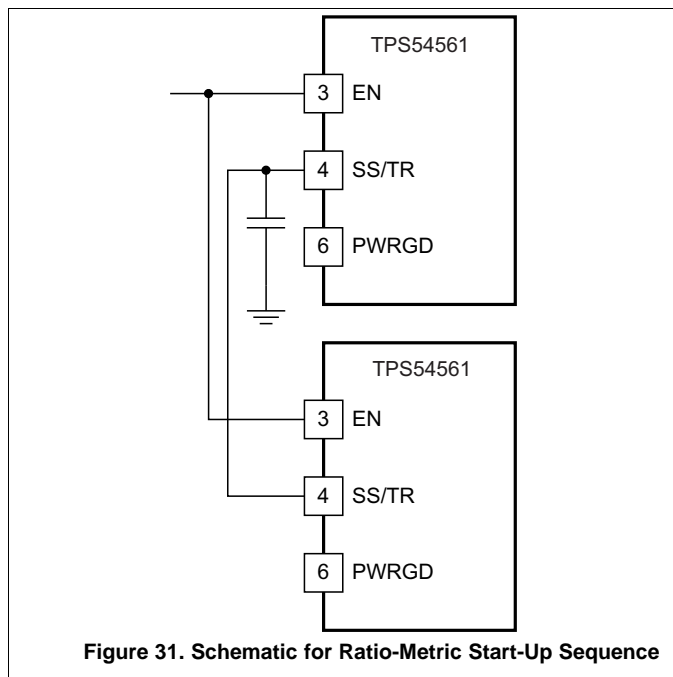 TPS54561
3 EN
4 SS/TR
6 PWRGD
TPS54561
3 EN
4 SS/TR
6 PWRGD
Figure 31. Schematic for Ratio-Metric Start-Up Sequence